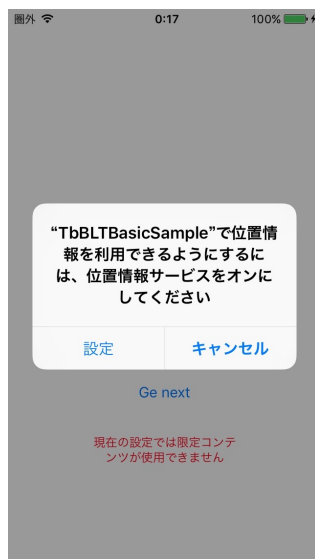 圏外 0:17 100%
“TbBLTBasicSample”で位置情
報を利用できるようにするに
は、位置情報サービスをオンに
してください
設定 キャンセル
Ge next
現在の設定では限定コンテ
ンツが使用できません